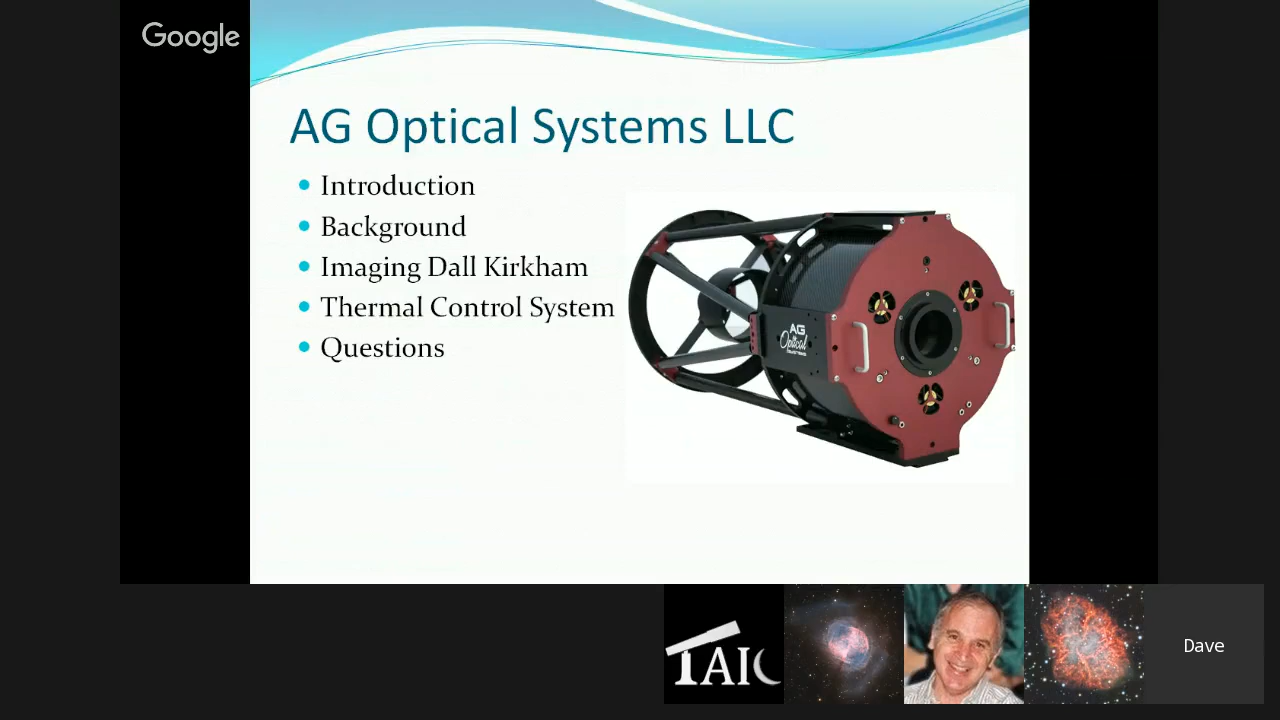 Google
AG Optical Systems LLC
Introduction
Background
Imaging Dall Kirkham
Thermal Control System
Questions
AG
Optical
TAIC
Dave